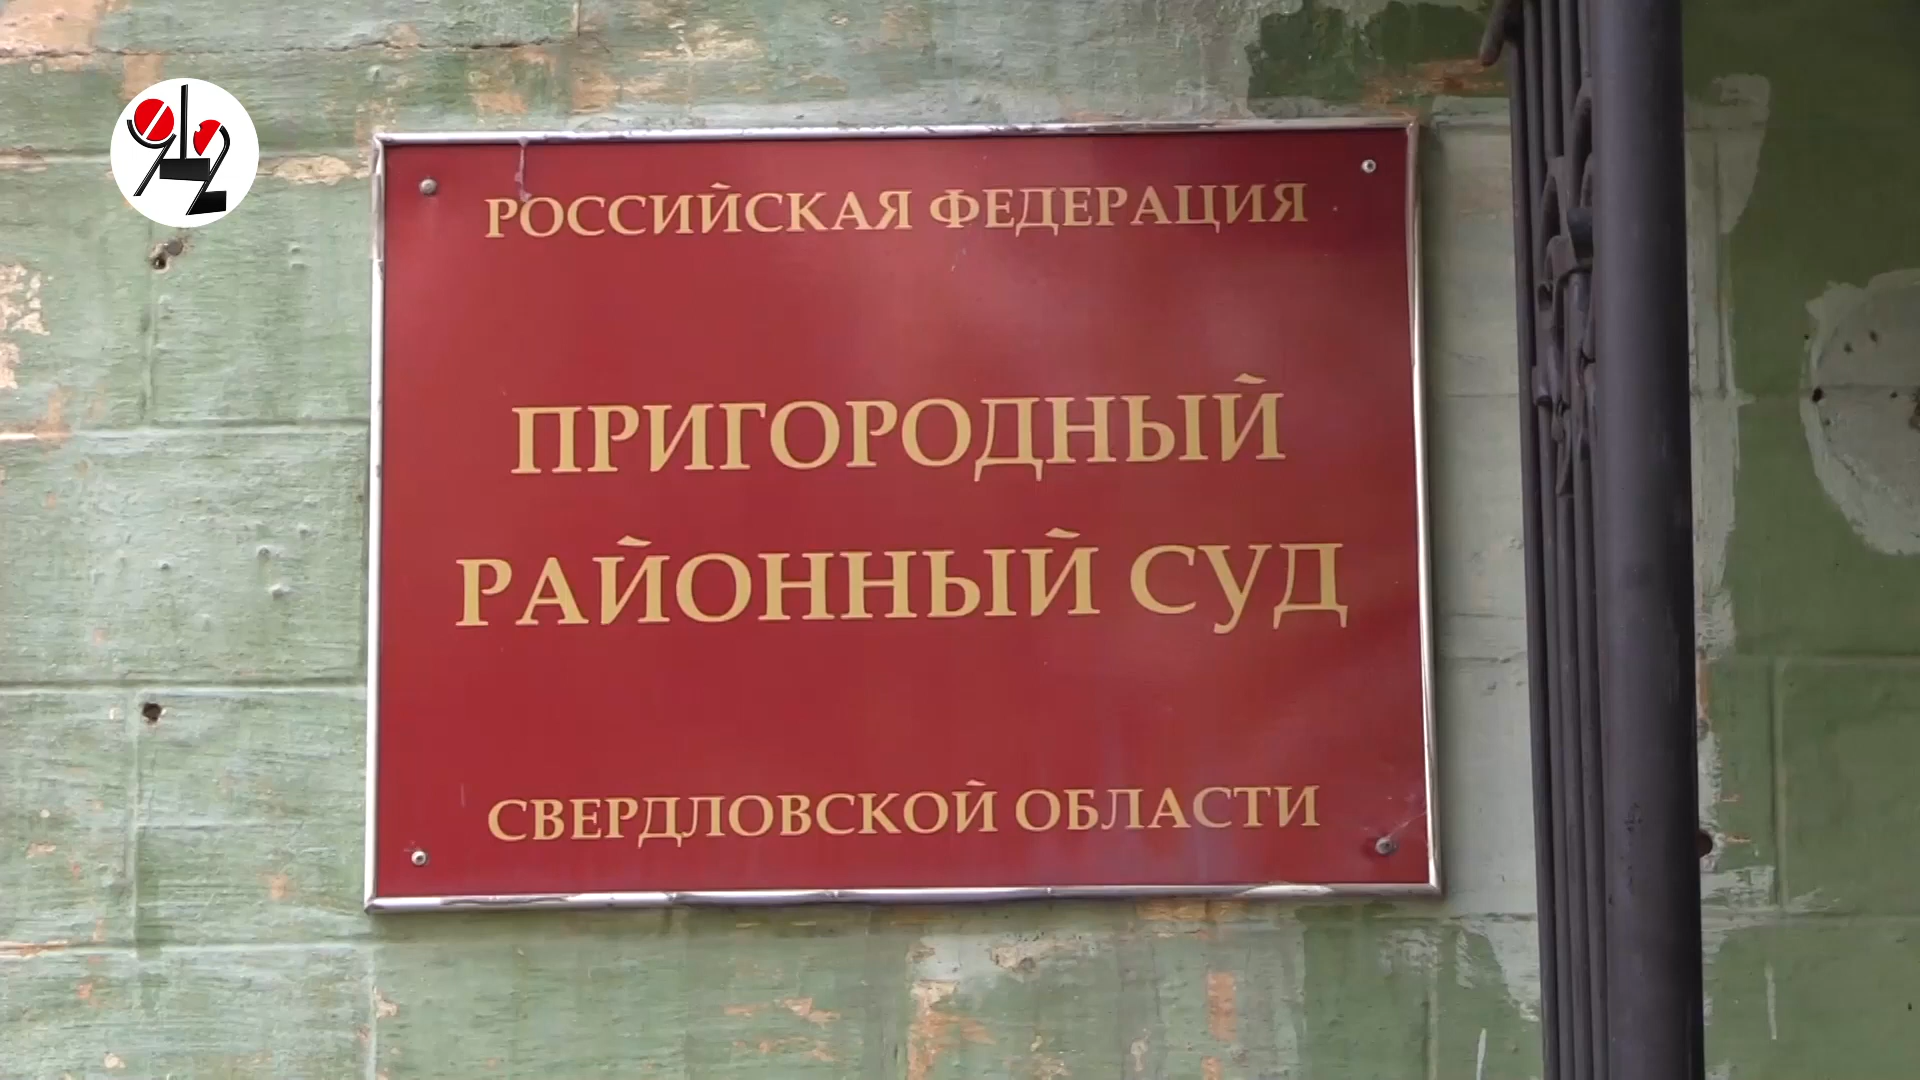 РОССИЙСКАЯ ФЕДЕРАЦИЯ
ПРИГОРОДНЫЙ
РАЙОННЫЙ СУД
СВЕРДЛОВСКОЙ ОБЛАСТИ